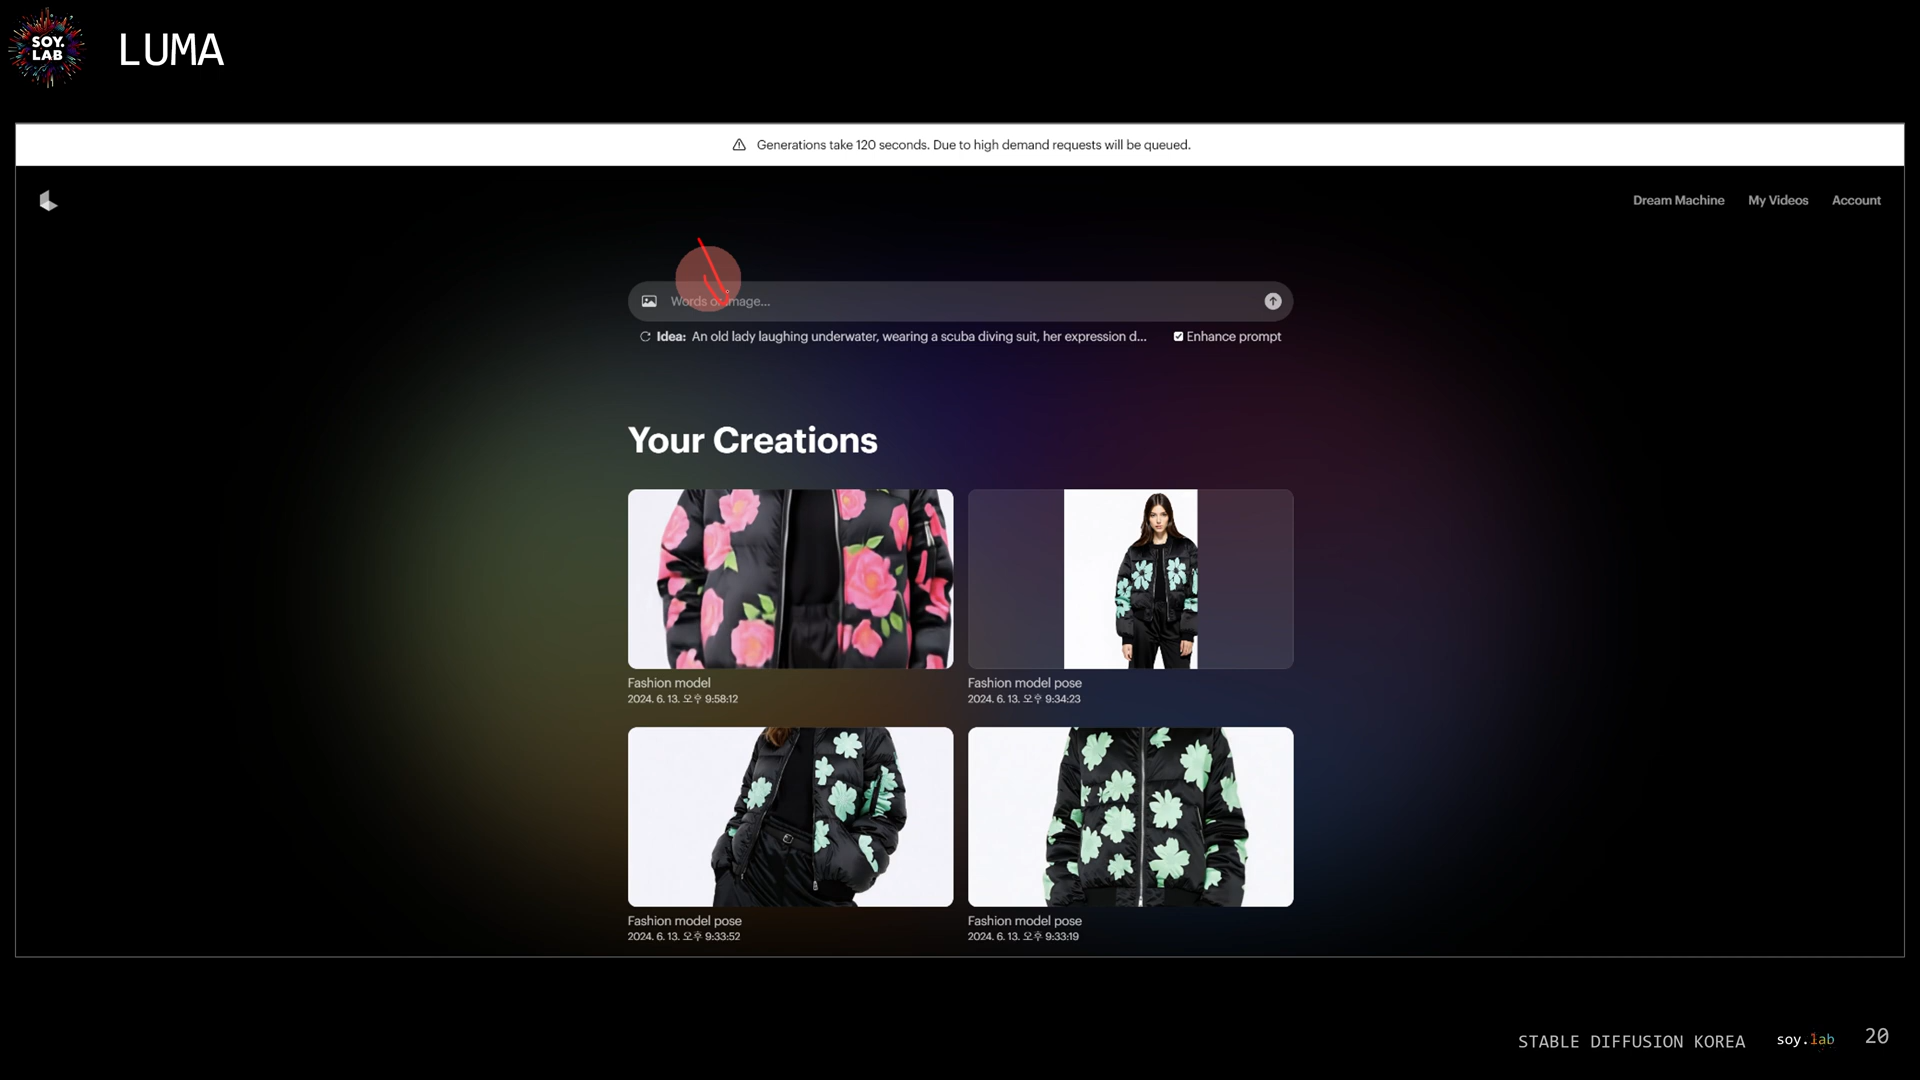 SOY.
LAB
LUMA
Generations take 120 seconds. Due to high demand requests will be queued.
Dream Machine
My Videos
Account
Words or image...
Idea: An old lady laughing underwater, wearing a scuba diving suit, her expression d...
Enhance prompt
Your Creations
Fashion model
2024. 6. 13. 오후 9:58:12
Fashion model pose
2024. 6. 13. 오후 9:34:23
Fashion model pose
2024. 6. 13. 오후 9:33:52
Fashion model pose
2024. 6. 13. 오후 9:33:19
STABLE DIFFUSION KOREA
soy.lab
20